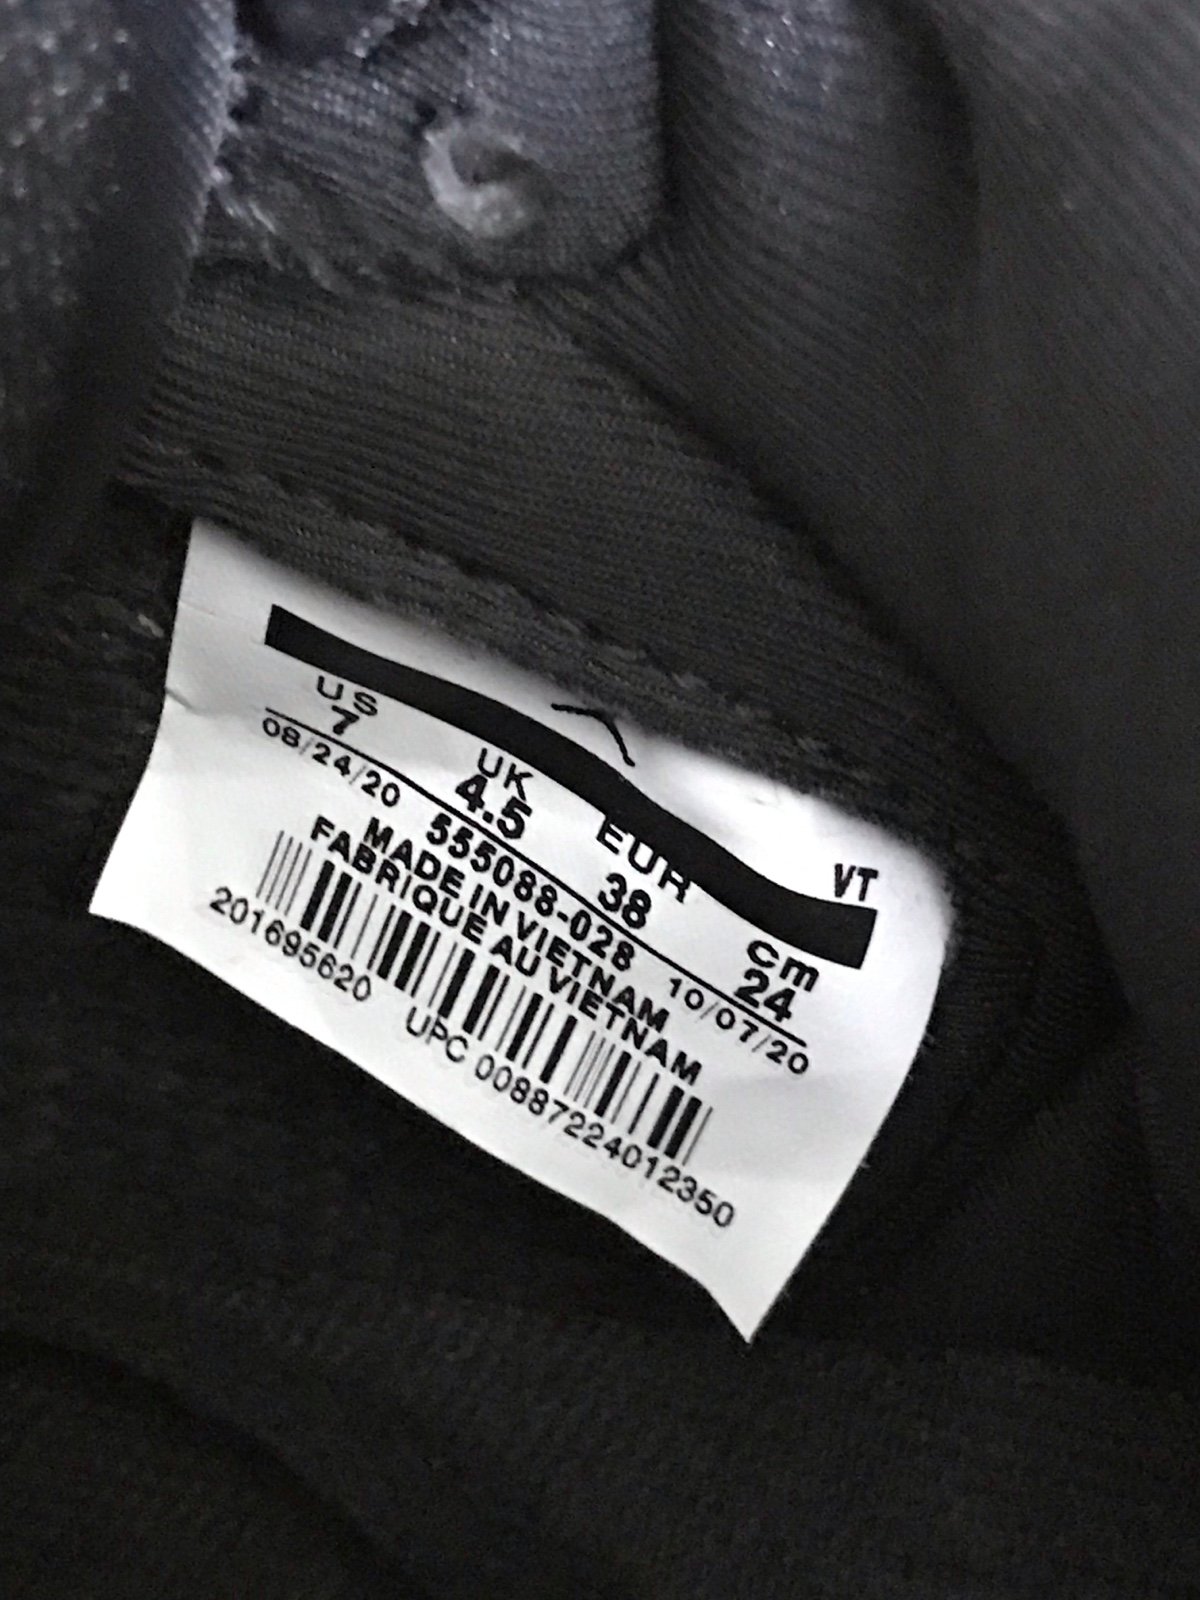 VT
US UK EUR cm
7 4.5 38 24
08/24/20 555088-028 10/07/20
MADE IN VIETNAM
FABRIQUE AU VIETNAM
201695620 UPC 00887224012350